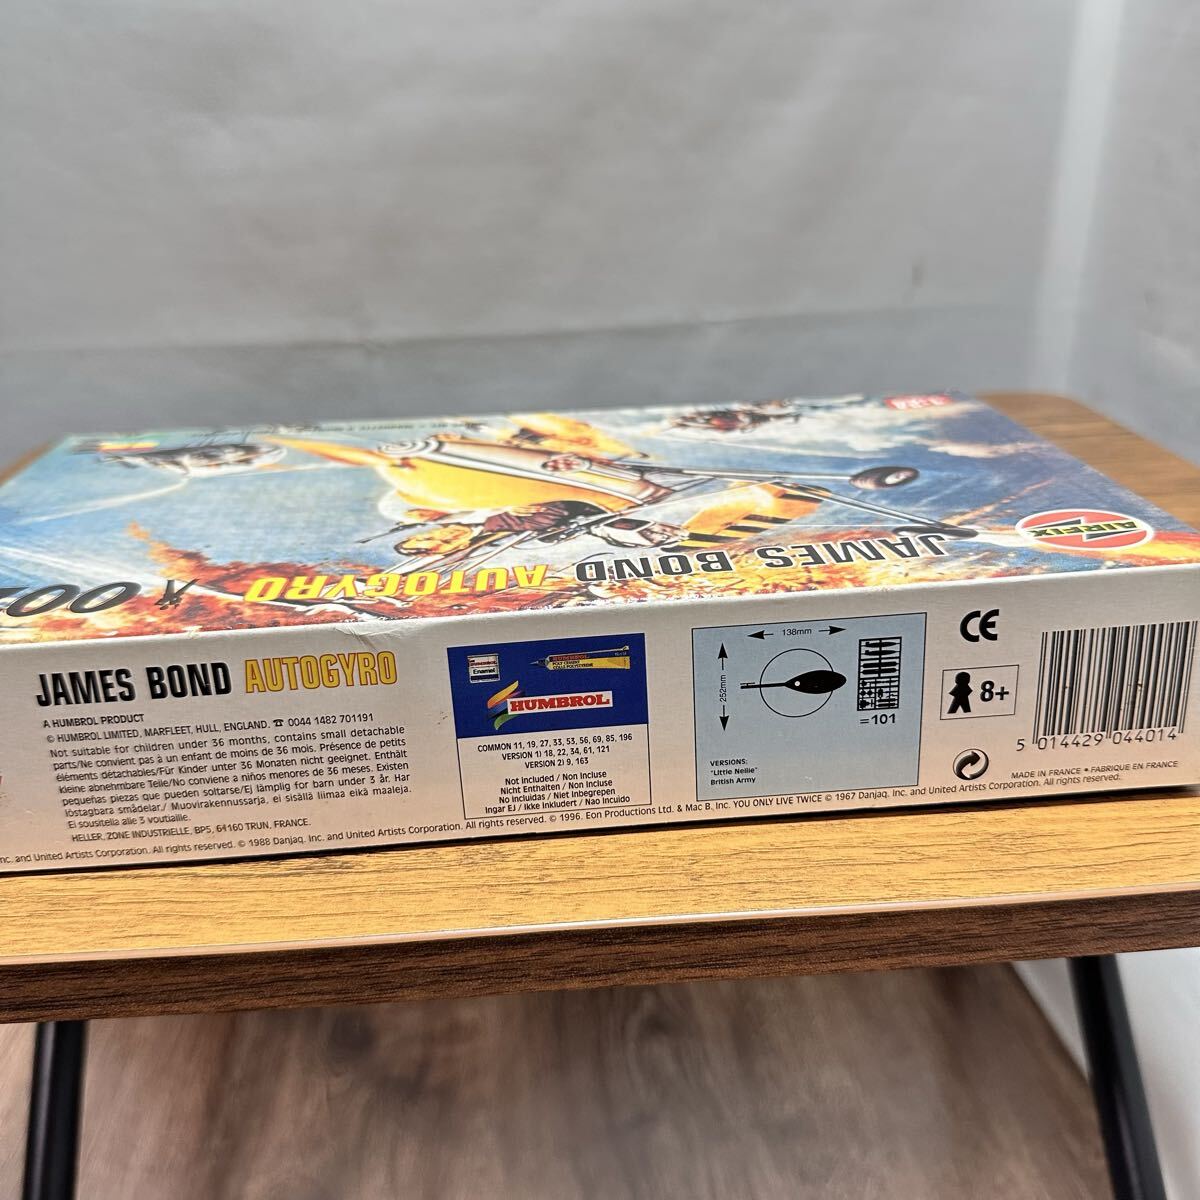 AIRFIX
JAMES BOND
AUTOGYRO
JAMES BOND AUTOGYRO
A HUMBROL PRODUCT
© HUMBROL LIMITED, MARFLEET, HULL, ENGLAND. ☎ 0044 1482 701191
Not suitable for children under 36 months, contains small detachable
parts/Ne convient pas à un enfant de moins de 36 mois. Présence de petits
éléments détachables/Für Kinder unter 36 Monaten nicht geeignet. Enthält
kleine abnehmbare Teile/No conviene a niños menores de 36 meses. Existen
pequeñas piezas que pueden soltarse/Ej lämplig for barn under 3 år. Har
löstagbara smådelar./ Muovirakennussarja, ei sisällä liimaa eikä maaleja.
Ei sousitella alle 3 voutiaille.
HELLER, ZONE INDUSTRIELLE, BP5, 61160 TRUN, FRANCE.
nc. and United Artists Corporation. All rights reserved. © 1988 Danjaq. Inc. and United Artists Corporation. All rights reserved. © 1996. Eon Productions Ltd. & Mac B. Inc. YOU ONLY LIVE TWICE © 1967 Danjaq. Inc. and United Artists Corporation. All rights reserved.
Enamel
HUMBROL
POLY CEMENT
HUMBROL
COMMON 11, 19, 27, 33, 53, 56, 69, 85, 196
VERSION 1) 18, 22, 34, 61, 121
VERSION 2) 9, 163
Not Included / Non Incluse
Nicht Enthalten / Non Incluse
No Incluidas / Niet Inbegrepen
Ingar EJ / Ikke Inkludert / Nao Incuido
138mm
252mm
=101
VERSIONS:
"Little Nellie"
British Army
CE
8+
5 014429 044014
MADE IN FRANCE • FABRIQUE EN FRANCE